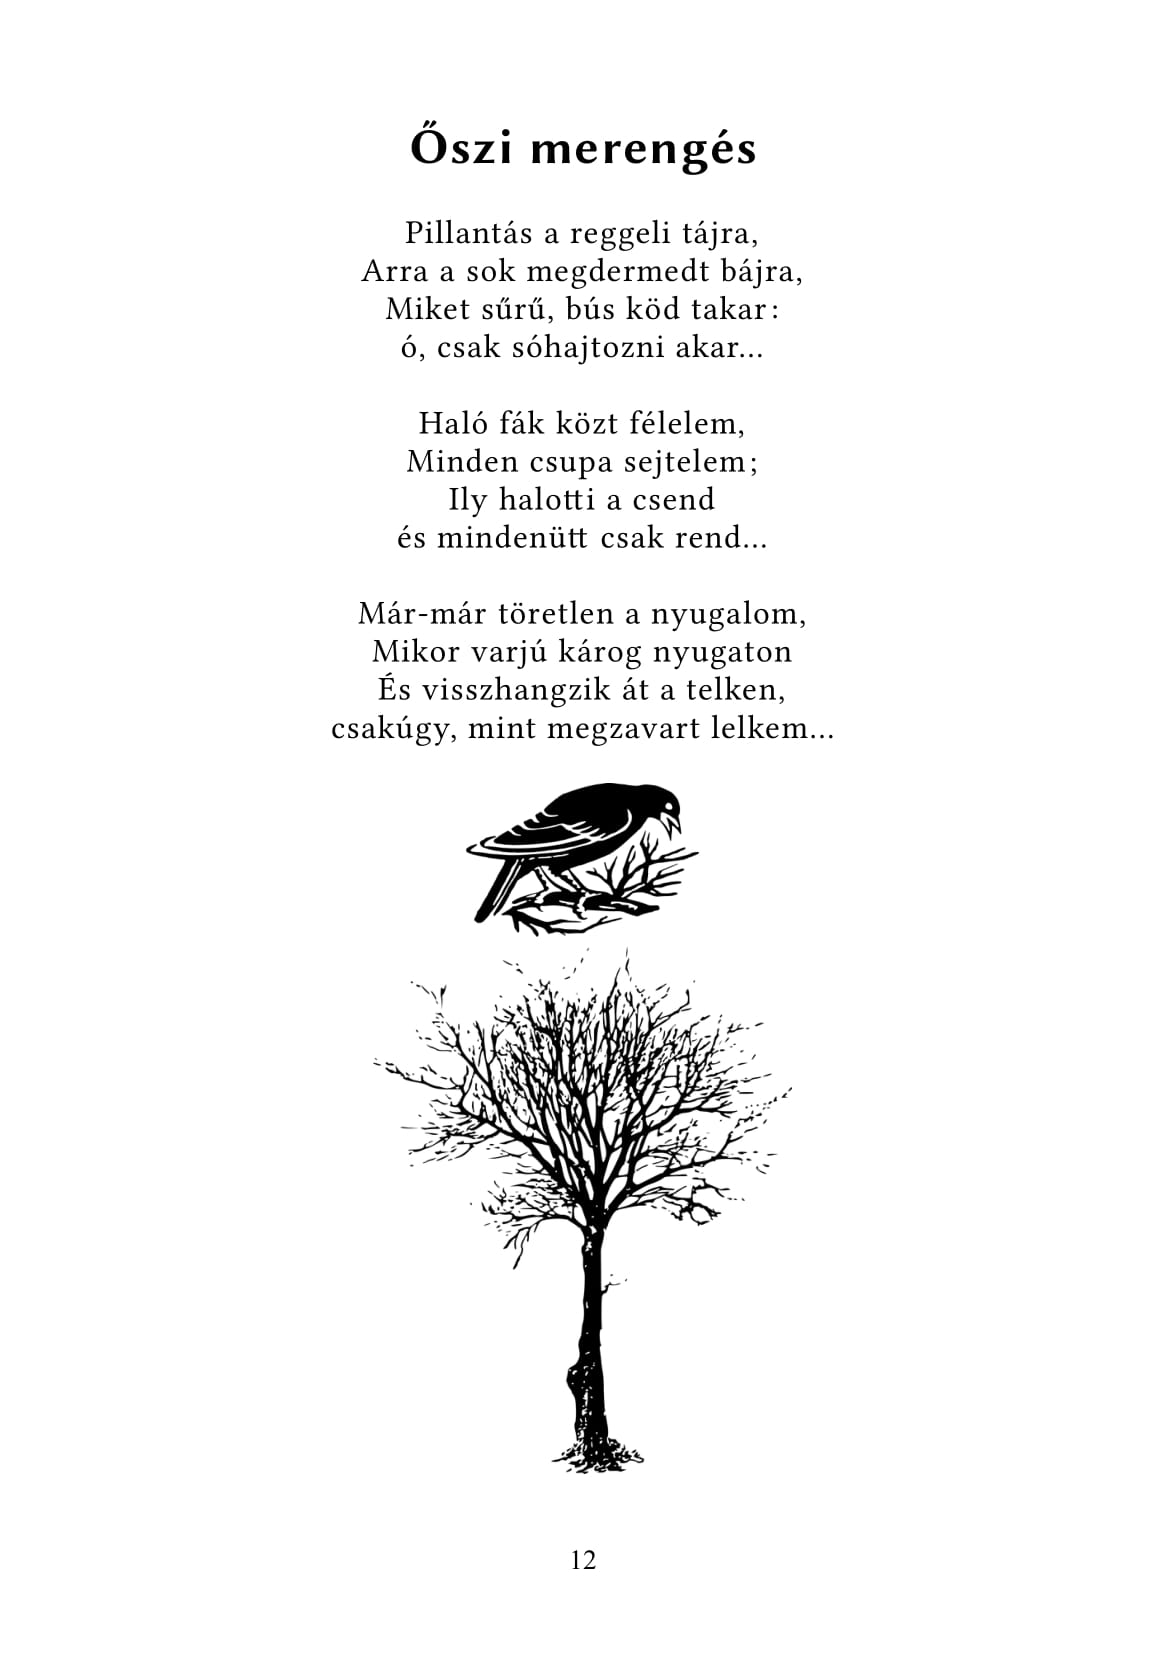 Őszi merengés
Pillantás a reggeli tájra,
Arra a sok megdermedt bájra,
Miket sűrű, bús köd takar:
ó, csak sóhajtozni akar...
Haló fák közt félelem,
Minden csupa sejtelem;
Ily halotti a csend
és mindenütt csak rend...
Már-már töretlen a nyugalom,
Mikor varjú károg nyugaton
És visszhangzik át a telken,
csakúgy, mint megzavart lelkem...
12